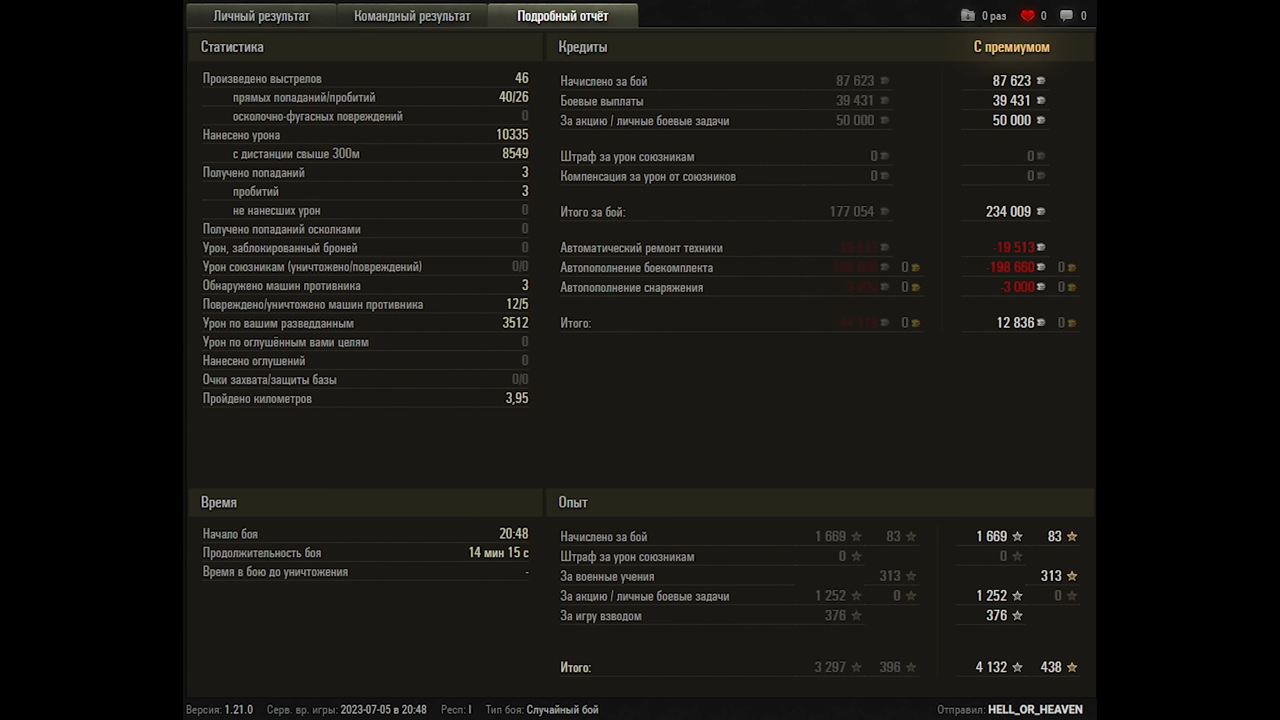 Личный результат Командный результат Подробный отчёт 0 раз 0 0
Статистика
Произведено выстрелов 46
прямых попаданий/пробитий 40/26
осколочно-фугасных повреждений 0
Нанесено урона 10335
с дистанции свыше 300м 8549
Получено попаданий 3
пробитий 3
не нанесших урон 0
Получено попаданий осколками 0
Урон, заблокированный броней 0
Урон союзникам (уничтожено/повреждений) 0/0
Обнаружено машин противника 3
Повреждено/уничтожено машин противника 12/5
Урон по вашим разведданным 3512
Урон по оглушённым вами целям 0
Нанесено оглушений 0
Очки захвата/защиты базы 0/0
Пройдено километров 3,95
Кредиты С премиумом
Начислено за бой 87 623 87 623
Боевые выплаты 39 431 39 431
За акцию / личные боевые задачи 50 000 50 000
Штраф за урон союзникам 0 0
Компенсация за урон от союзников 0 0
Итого за бой: 177 054 234 009
Автоматический ремонт техники -19 513
Автопополнение боекомплекта 0 -198 660 0
Автопополнение снаряжения 0 -3 000 0
Итого: 0 12 836 0
Время
Начало боя 20:48
Продолжительность боя 14 мин 15 с
Время в бою до уничтожения -
Опыт
Начислено за бой 1 669 83 1 669 83
Штраф за урон союзникам 0 0
За военные учения 313 313
За акцию / личные боевые задачи 1 252 0 1 252 0
За игру взводом 376 376
Итого: 3 297 396 4 132 438
Версия: 1.21.0 Серв. вр. игры: 2023-07-05 в 20:48 Респ: I Тип боя: Случайный бой Отправил: HELL_OR_HEAVEN